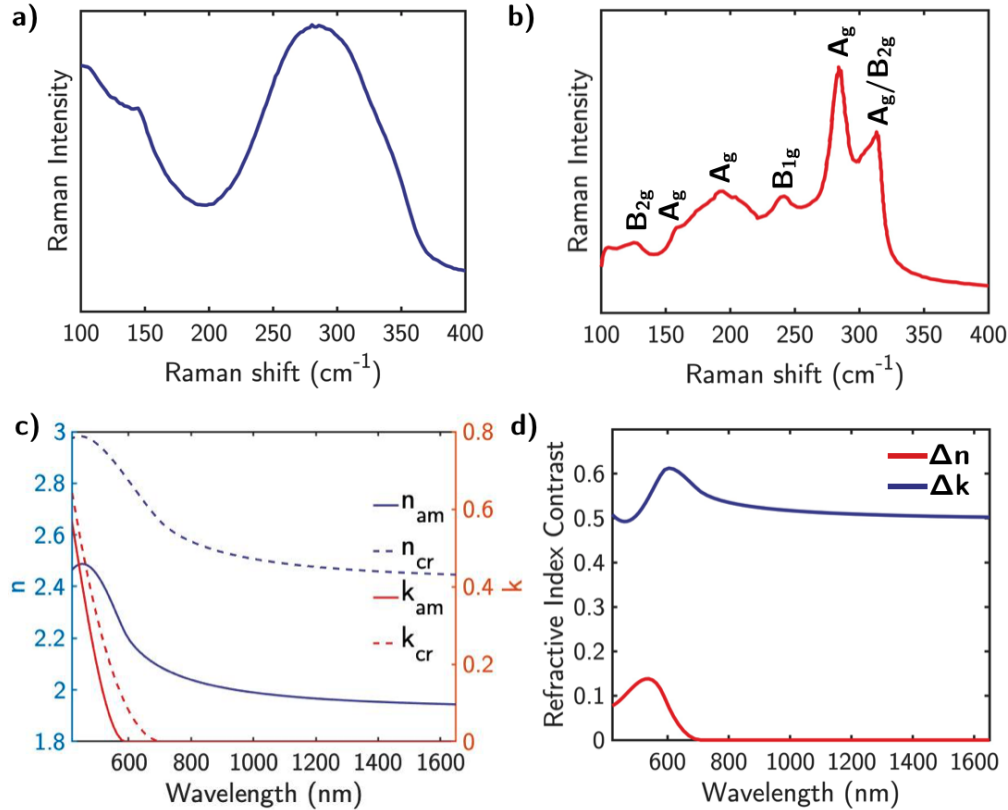 a)
Raman Intensity
100 150 200 250 300 350 400
Raman shift (cm⁻¹)
b)
Raman Intensity
B₂g
Ag
Ag
B₁g
Ag
Ag/B₂g
100 150 200 250 300 350 400
Raman shift (cm⁻¹)
c)
n
3
2.8
2.6
2.4
2.2
2
1.8
n am
n cr
k am
k cr
0.8
0.6
0.4
0.2
0
k
600 800 1000 1200 1400 1600
Wavelength (nm)
d)
Refractive Index Contrast
0.6
0.5
0.4
0.3
0.2
0.1
0
Δn
Δk
600 800 1000 1200 1400 1600
Wavelength (nm)